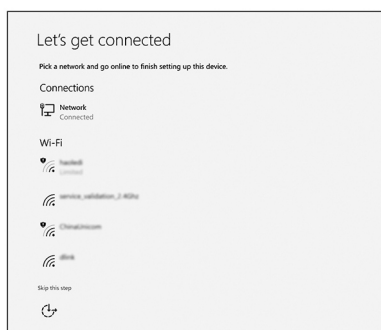 Let's get connected
Pick a network and go online to finish setting up this device.
Connections
Network
Connected
Wi-Fi
Limited
service_validation_2.4Ghz
ChinaUnicom
dlink
Skip this step